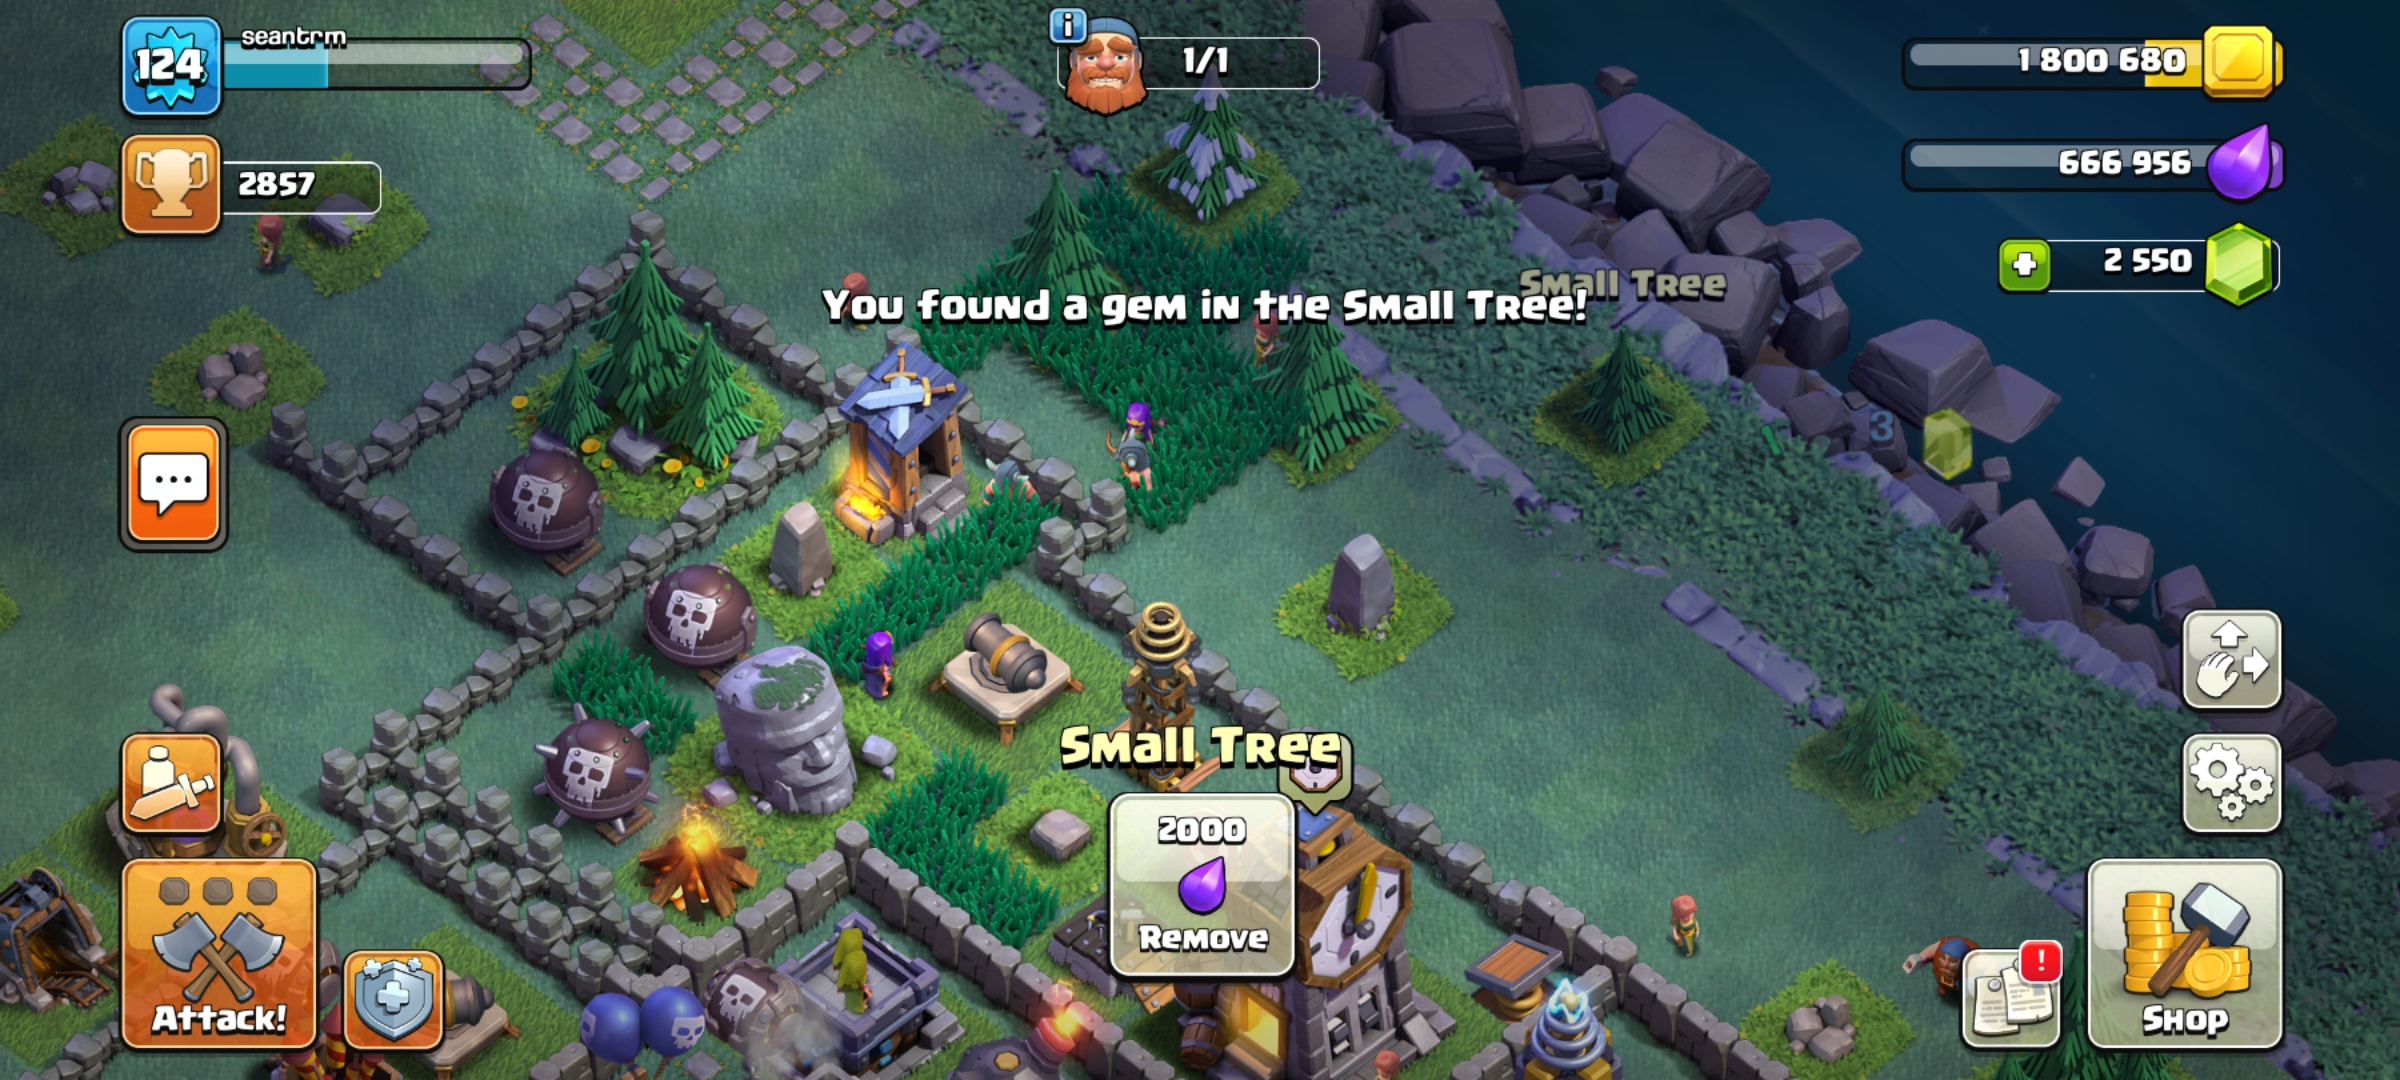 124
seantrm
i
1/1
1 800 680
2857
666 956
2 550
Small Tree
You found a gem in the Small Tree!
3
Small Tree
2000
Remove
!
Attack!
Shop